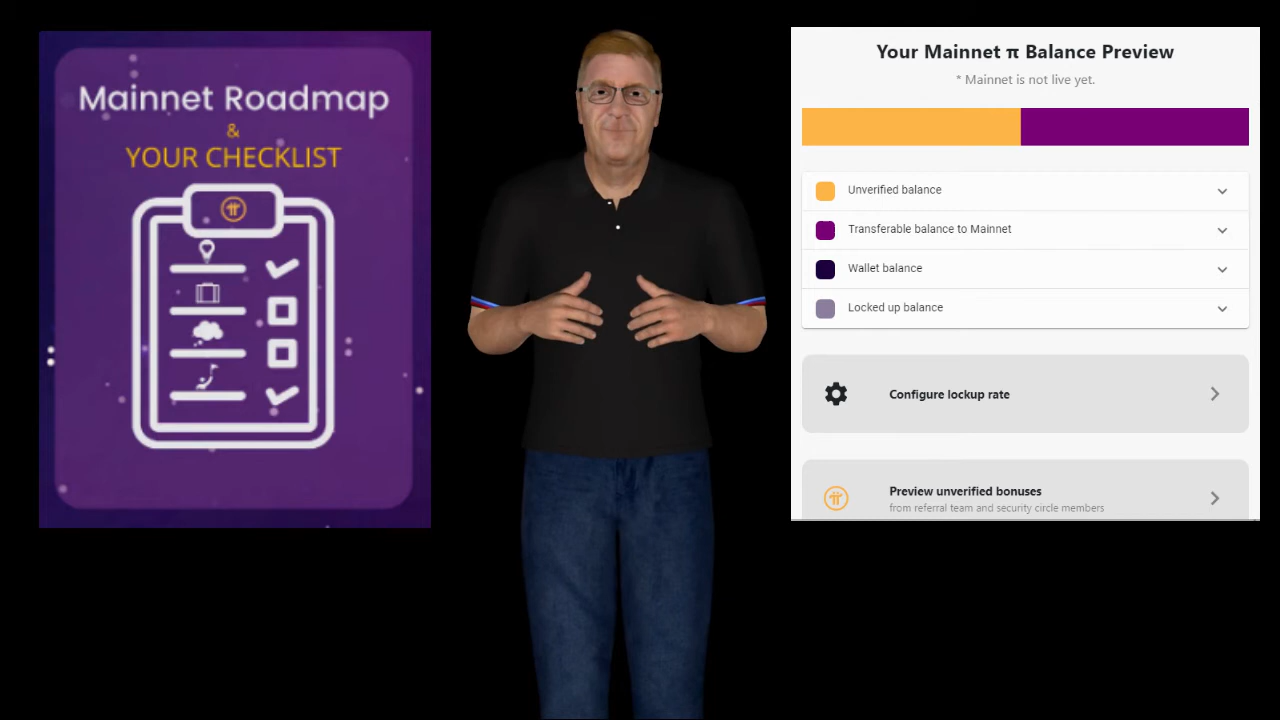 Mainnet Roadmap
&
YOUR CHECKLIST
π
Your Mainnet π Balance Preview
* Mainnet is not live yet.
Unverified balance
Transferable balance to Mainnet
Wallet balance
Locked up balance
Configure lockup rate
π
Preview unverified bonuses
from referral team and security circle members